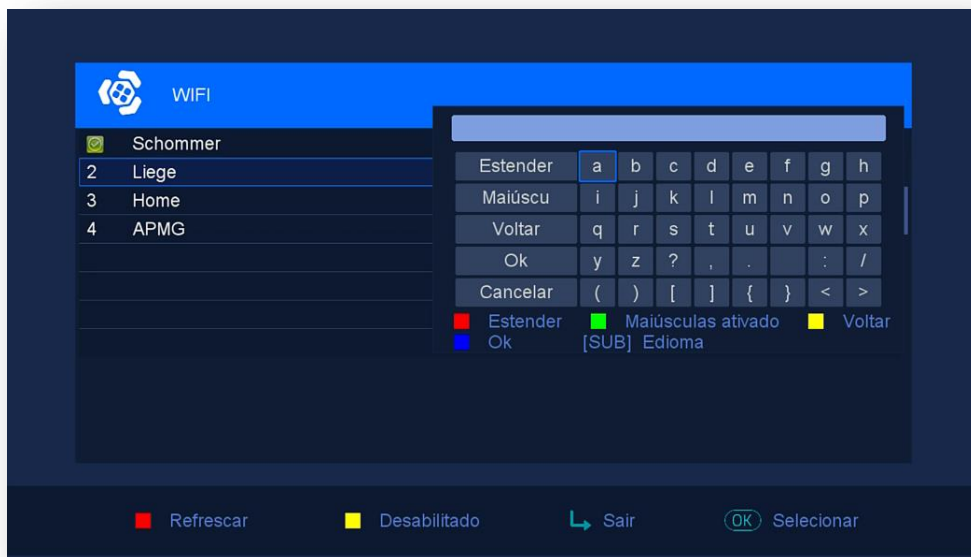 WIFI
Schommer
2 Liege
3 Home
4 APMG
Estender a b c d e f g h
Maiúscu i j k l m n o p
Voltar q r s t u v w x
Ok y z ? , . : /
Cancelar ( ) [ ] { } < >
Estender Maiúsculas ativado Voltar
Ok [SUB] Edioma
Refrescar Desabilitado Sair OK Selecionar